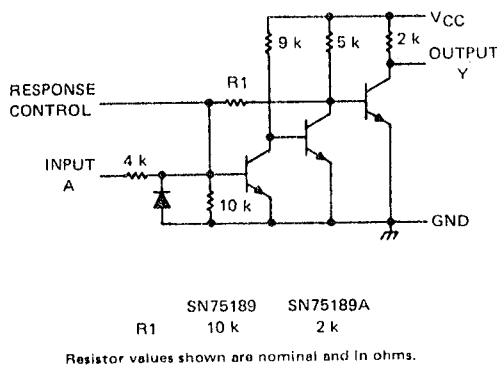 VCC
9 k
5 k
2 k
OUTPUT
Y
R1
RESPONSE
CONTROL
4 k
INPUT
A
10 k
GND
SN75189 SN75189A
R1 10 k 2 k
Resistor values shown are nominal and in ohms.